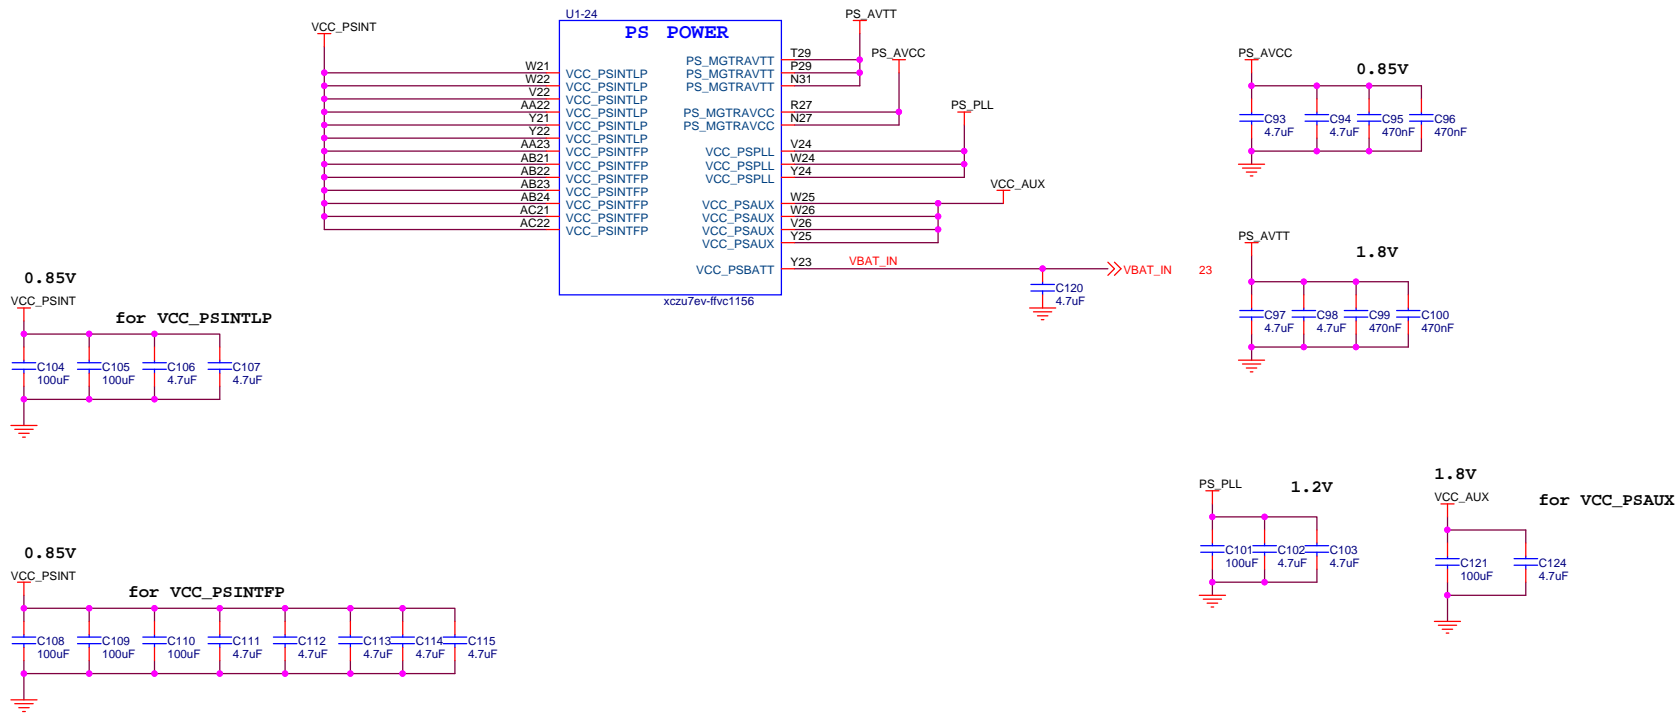 U1-24
PS POWER
VCC_PSINT
W21 VCC_PSINTLP
W22 VCC_PSINTLP
V22 VCC_PSINTLP
AA22 VCC_PSINTLP
Y21 VCC_PSINTLP
Y22 VCC_PSINTLP
AA23 VCC_PSINTFP
AB21 VCC_PSINTFP
AB22 VCC_PSINTFP
AB23 VCC_PSINTFP
AB24 VCC_PSINTFP
AC21 VCC_PSINTFP
AC22 VCC_PSINTFP
PS_AVTT
PS_MGTRAVTT T29
PS_MGTRAVTT P29
PS_MGTRAVTT N31
PS_AVCC
PS_MGTRAVCC R27
PS_MGTRAVCC N27
PS_PLL
VCC_PSPLL V24
VCC_PSPLL W24
VCC_PSPLL Y24
VCC_AUX
VCC_PSAUX W25
VCC_PSAUX W26
VCC_PSAUX V26
VCC_PSAUX Y25
VCC_PSBATT Y23 VBAT_IN VBAT_IN 23
C120
4.7uF
xczu7ev-ffvc1156
PS_AVCC
0.85V
C93 C94 C95 C96
4.7uF 4.7uF 470nF 470nF
PS_AVTT
1.8V
C97 C98 C99 C100
4.7uF 4.7uF 470nF 470nF
0.85V
VCC_PSINT
for VCC_PSINTLP
C104 C105 C106 C107
100uF 100uF 4.7uF 4.7uF
PS_PLL
1.2V
C101 C102 C103
100uF 4.7uF 4.7uF
1.8V
VCC_AUX
for VCC_PSAUX
C121 C124
100uF 4.7uF
0.85V
VCC_PSINT
for VCC_PSINTFP
C108 C109 C110 C111 C112 C113 C114 C115
100uF 100uF 100uF 4.7uF 4.7uF 4.7uF 4.7uF 4.7uF